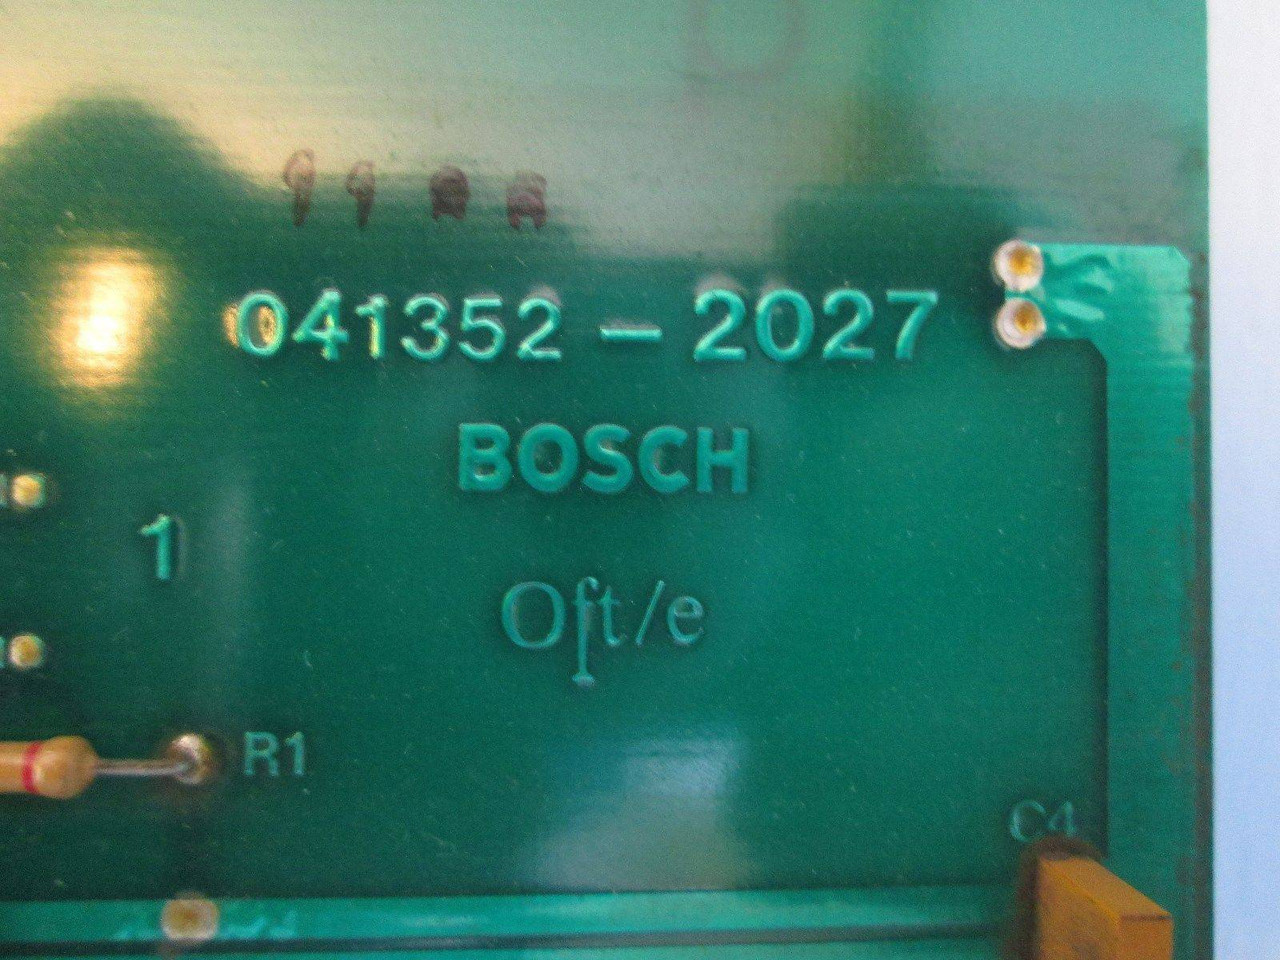 041352 - 2027
BOSCH
1
Oft/e
R1
C4